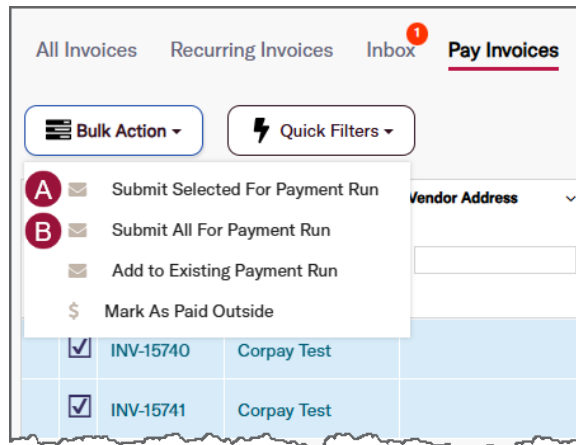 All Invoices Recurring Invoices Inbox 1 Pay Invoices
Bulk Action Quick Filters
A Submit Selected For Payment Run
Vendor Address
B Submit All For Payment Run
Add to Existing Payment Run
$ Mark As Paid Outside
INV-15740 Corpay Test
INV-15741 Corpay Test